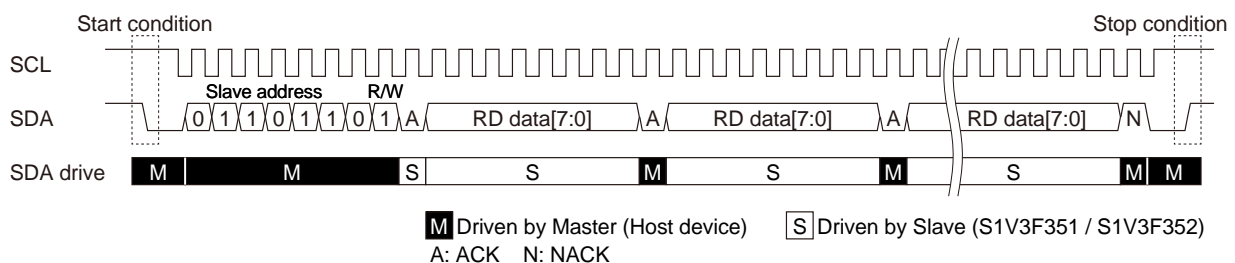 Start condition Stop condition
SCL
Slave address R/W
SDA 0 1 1 0 1 1 0 1 A RD data[7:0] A RD data[7:0] A RD data[7:0] N
SDA drive M M S S M S M S M M
M Driven by Master (Host device) S Driven by Slave (S1V3F351 / S1V3F352)
A: ACK N: NACK